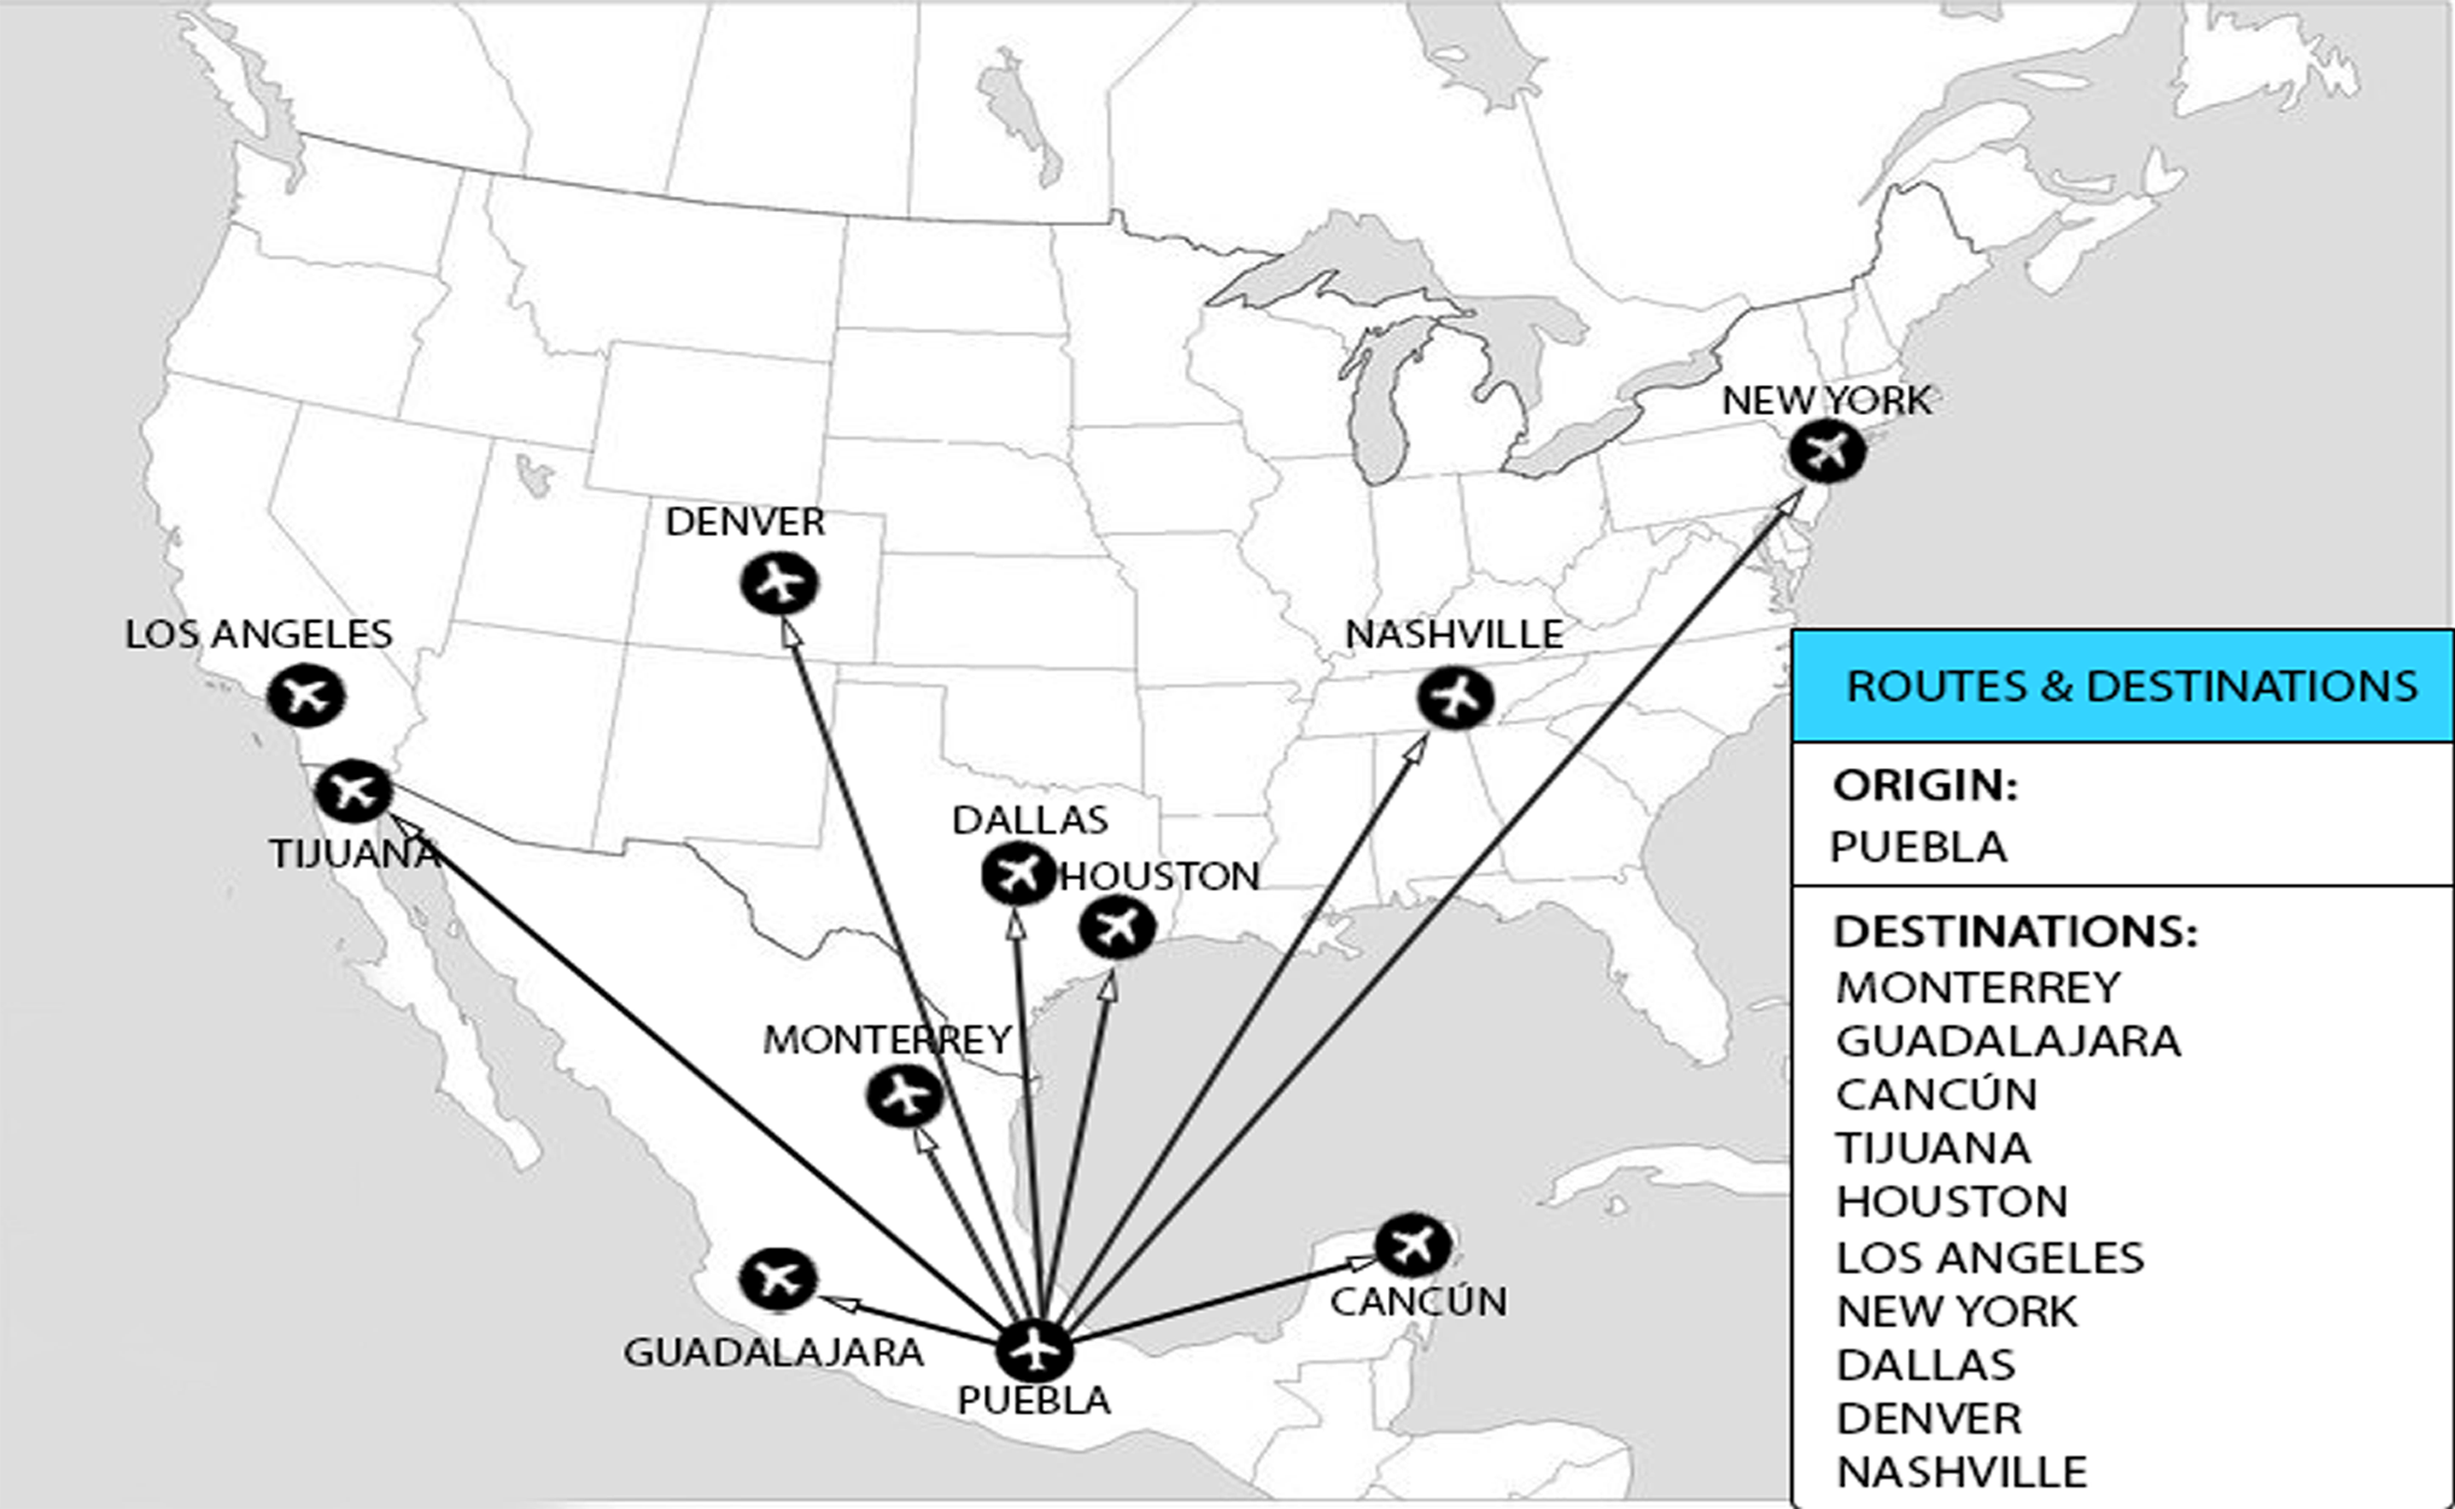 NEW YORK
DENVER
LOS ANGELES
NASHVILLE
TIJUANA
DALLAS
HOUSTON
MONTERREY
GUADALAJARA
CANCÚN
PUEBLA
ROUTES & DESTINATIONS
ORIGIN:
PUEBLA
DESTINATIONS:
MONTERREY
GUADALAJARA
CANCÚN
TIJUANA
HOUSTON
LOS ANGELES
NEW YORK
DALLAS
DENVER
NASHVILLE